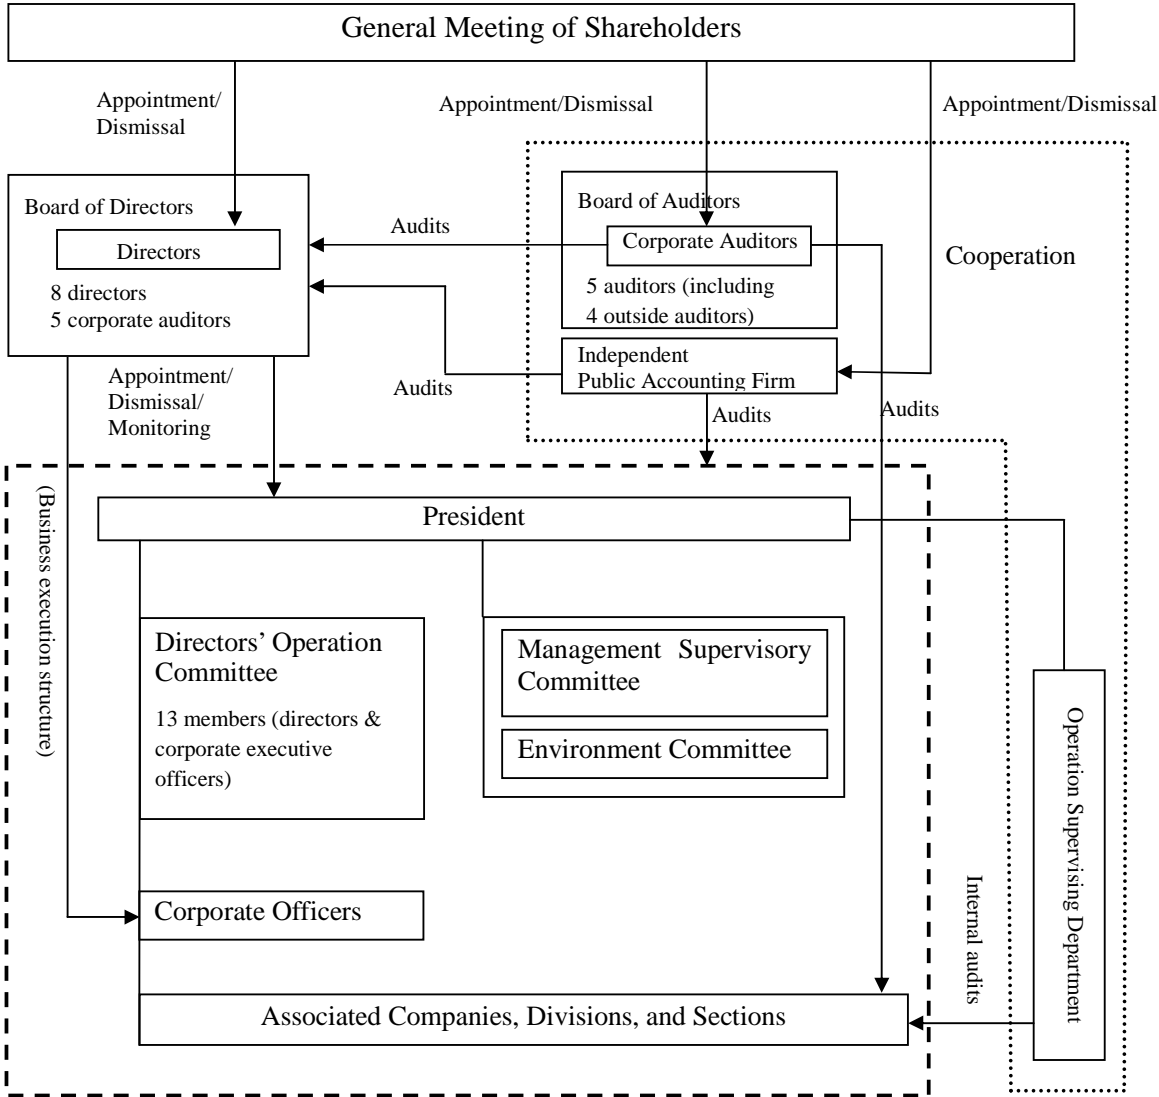 General Meeting of Shareholders
Appointment/
Dismissal
Appointment/Dismissal
Appointment/Dismissal
Board of Directors
Directors
8 directors
5 corporate auditors
Audits
Board of Auditors
Corporate Auditors
5 auditors (including
4 outside auditors)
Cooperation
Independent
Public Accounting Firm
Audits
Audits
Audits
Appointment/
Dismissal/
Monitoring
(Business execution structure)
President
Directors’ Operation
Committee
13 members (directors &
corporate executive
officers)
Management Supervisory
Committee
Environment Committee
Operation Supervising Department
Corporate Officers
Internal audits
Associated Companies, Divisions, and Sections